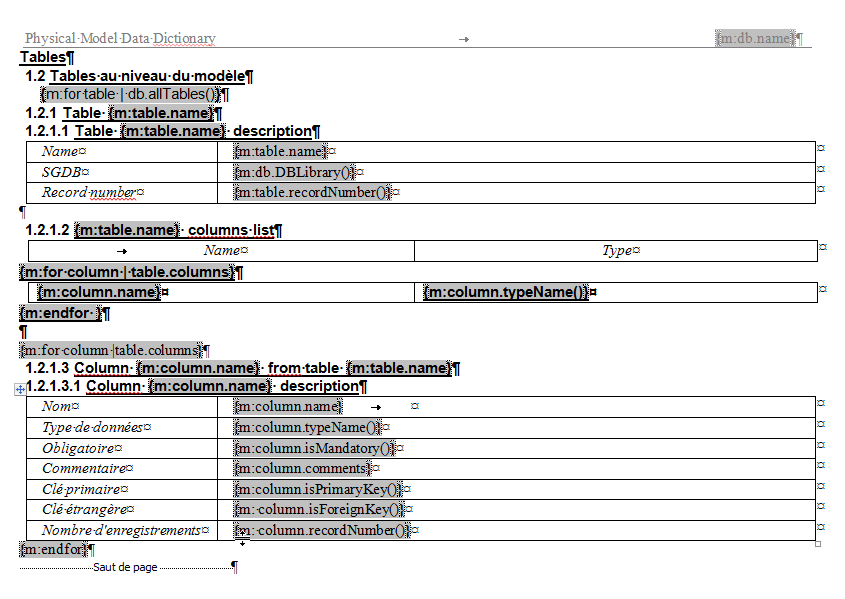 Physical Model Data Dictionary {m:db.name}
Tables
1.2 Tables au niveau du modèle
{m:for table | db.allTables()}
1.2.1 Table {m:table.name}
1.2.1.1 Table {m:table.name} description
Name {m:table.name}
SGDB {m:db.DBLibrary()}
Record number {m:table.recordNumber()}
1.2.1.2 {m:table.name} columns list
Name Type
{m:for column | table.columns}
{m:column.name} {m:column.typeName()}
{m:endfor }
{m:for column |table.columns}
1.2.1.3 Column {m:column.name} from table {m:table.name}
1.2.1.3.1 Column {m:column.name} description
Nom {m:column.name}
Type de données {m:column.typeName()}
Obligatoire {m:column.isMandatory()}
Commentaire {m:column.comments}
Clé primaire {m:column.isPrimaryKey()}
Clé étrangère {m: column.isForeignKey()}
Nombre d'enregistrements {m: column.recordNumber()}
{m:endfor}
Saut de page